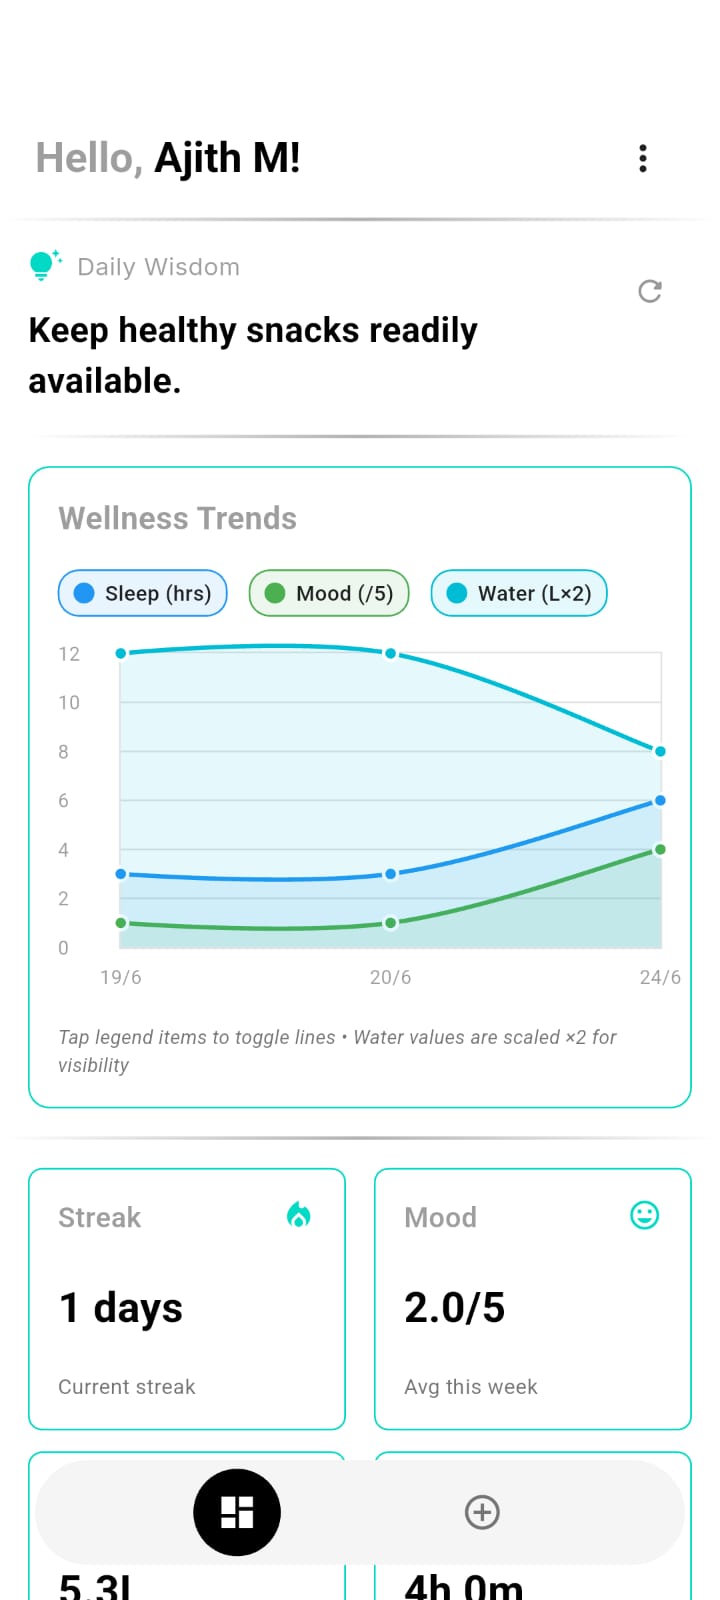 Hello, Ajith M!
Daily Wisdom
Keep healthy snacks readily
available.
Wellness Trends
Sleep (hrs)
Mood (/5)
Water (L×2)
12
10
8
6
4
2
0
19/6
20/6
24/6
Tap legend items to toggle lines • Water values are scaled ×2 for
visibility
Streak
1 days
Current streak
Mood
2.0/5
Avg this week
5.3L
4h 0m